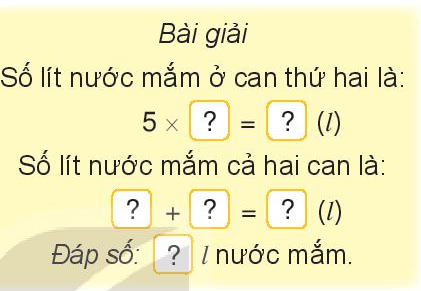 Bài giải
Số lít nước mắm ở can thứ hai là:
5 × ? = ? (l)
Số lít nước mắm cả hai can là:
? + ? = ? (l)
Đáp số: ? l nước mắm.